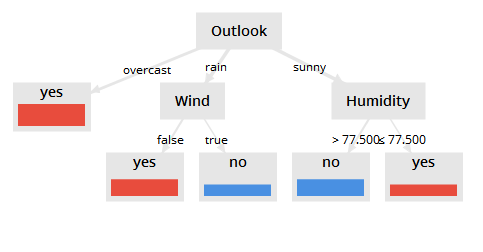 Outlook
overcast
rain
sunny
yes
Wind
Humidity
false
true
> 77.500
≤ 77.500
yes
no
no
yes